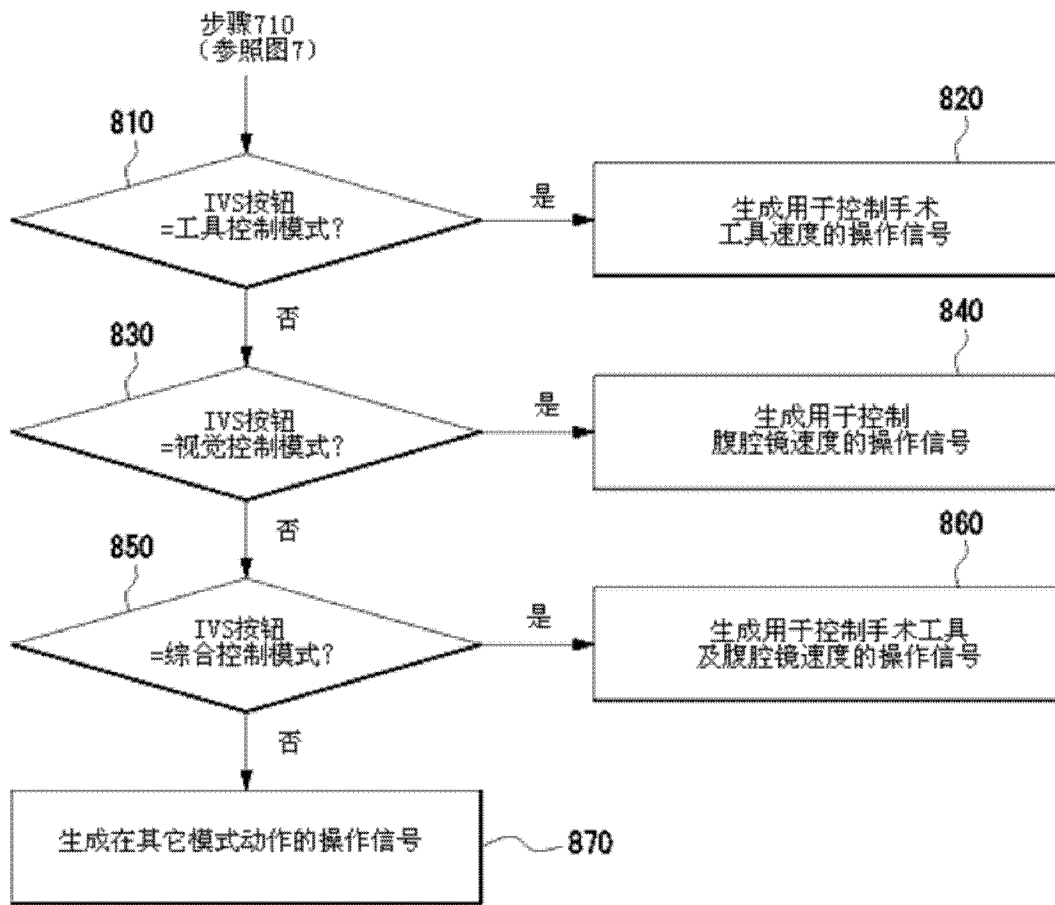 步骤710
（参照图7）
810
IVS按钮
=工具控制模式?
是
820
生成用于控制手术
工具速度的操作信号
否
830
IVS按钮
=视觉控制模式?
是
840
生成用于控制
腹腔镜速度的操作信号
否
850
IVS按钮
=综合控制模式?
是
860
生成用于控制手术工具
及腹腔镜速度的操作信号
否
生成在其它模式动作的操作信号
870